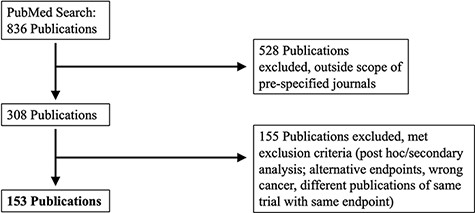 PubMed Search:
836 Publications
528 Publications
excluded, outside scope of
pre-specified journals
308 Publications
155 Publications excluded, met
exclusion criteria (post hoc/secondary
analysis; alternative endpoints, wrong
cancer, different publications of same
trial with same endpoint)
153 Publications